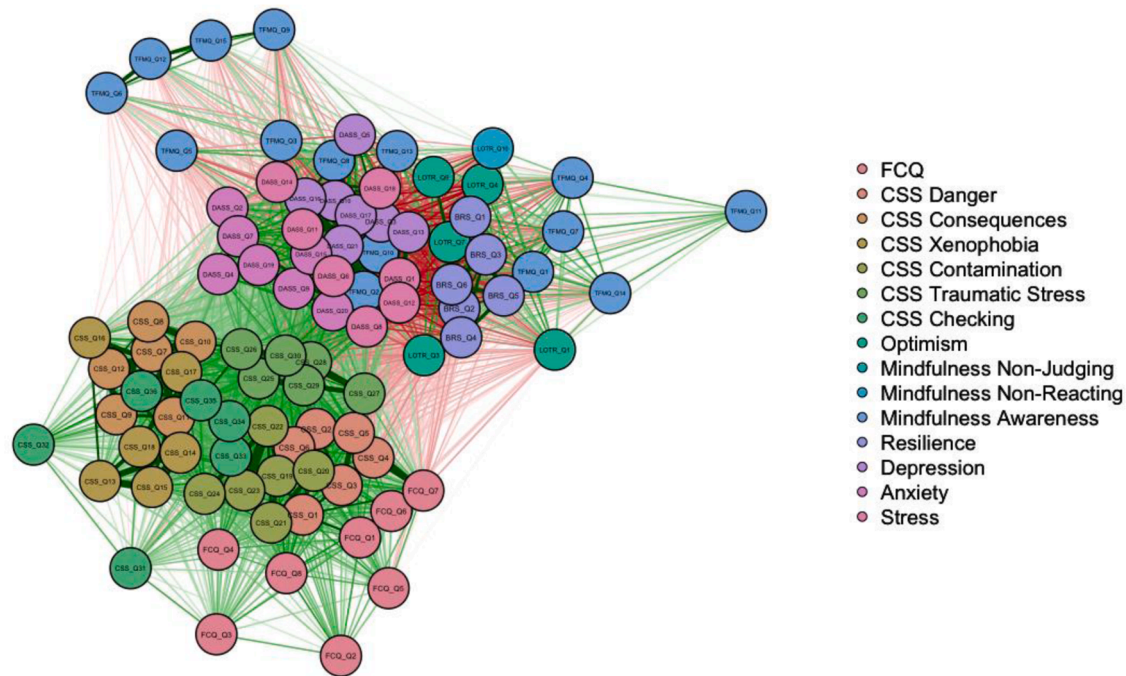 TFMQ_Q9
TFMQ_Q15
TFMQ_Q12
TFMQ_Q6
TFMQ_Q5
TFMQ_Q3
DASS_Q5
TFMQ_Q8
TFMQ_Q13
LOTR_Q10
LOTR_Q4
TFMQ_Q4
TFMQ_Q11
DASS_Q14
DASS_Q18
DASS_Q2
DASS_Q17
BRS_Q1
TFMQ_Q7
DASS_Q7
DASS_Q11
DASS_Q13
LOTR_Q7
BRS_Q3
DASS_Q21
TFMQ_Q10
DASS_Q19
DASS_Q4
DASS_Q6
DASS_Q1
TFMQ_Q1
BRS_Q6
BRS_Q5
TFMQ_Q14
DASS_Q9
TFMQ_Q2
DASS_Q12
DASS_Q20
BRS_Q2
DASS_Q8
BRS_Q4
LOTR_Q3
LOTR_Q1
CSS_Q8
CSS_Q16
CSS_Q7
CSS_Q10
CSS_Q26
CSS_Q30
CSS_Q28
CSS_Q12
CSS_Q17
CSS_Q25
CSS_Q29
CSS_Q27
CSS_Q36
CSS_Q35
CSS_Q9
CSS_Q11
CSS_Q34
CSS_Q22
CSS_Q2
CSS_Q5
CSS_Q32
CSS_Q18
CSS_Q14
CSS_Q33
CSS_Q6
CSS_Q4
CSS_Q13
CSS_Q15
CSS_Q24
CSS_Q23
CSS_Q19
CSS_Q20
CSS_Q3
FCQ_Q7
CSS_Q21
CSS_Q1
FCQ_Q6
FCQ_Q4
FCQ_Q1
CSS_Q31
FCQ_Q8
FCQ_Q5
FCQ_Q3
FCQ_Q2
FCQ
CSS Danger
CSS Consequences
CSS Xenophobia
CSS Contamination
CSS Traumatic Stress
CSS Checking
Optimism
Mindfulness Non-Judging
Mindfulness Non-Reacting
Mindfulness Awareness
Resilience
Depression
Anxiety
Stress